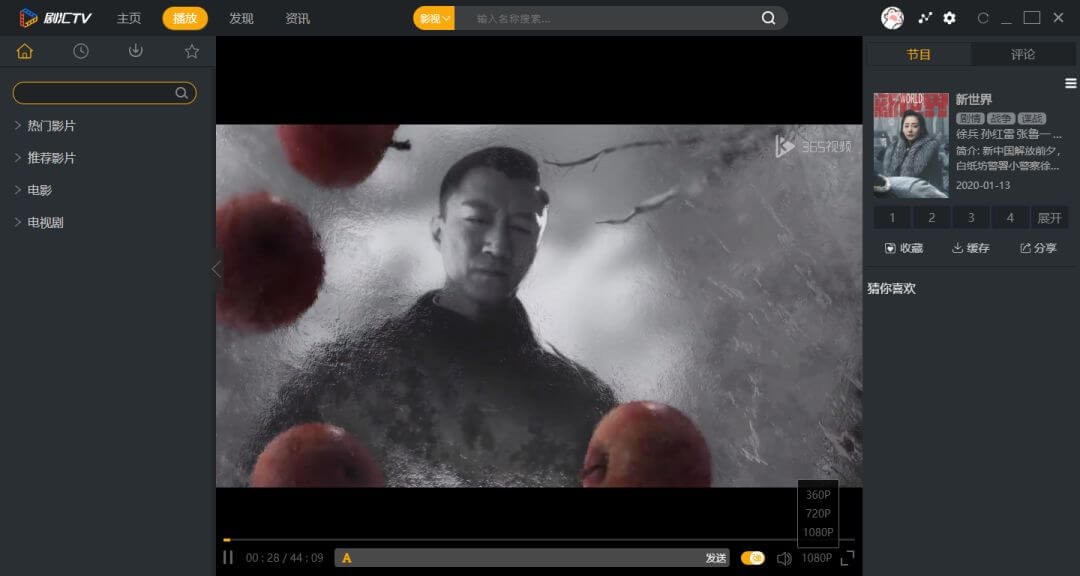 剧汇CTV
主页
播放
发现
资讯
影视
输入名称搜索...
热门影片
推荐影片
电影
电视剧
365视频
360P
720P
1080P
00 : 28 / 44 : 09
A
发送
1080P
节目
评论
WORLD
新世界
剧情 战争 谍战
徐兵 孙红雷 张鲁一 ...
简介: 新中国解放前夕,
白纸坊警署小警察徐...
2020-01-13
1 2 3 4 展开
收藏
缓存
分享
猜你喜欢